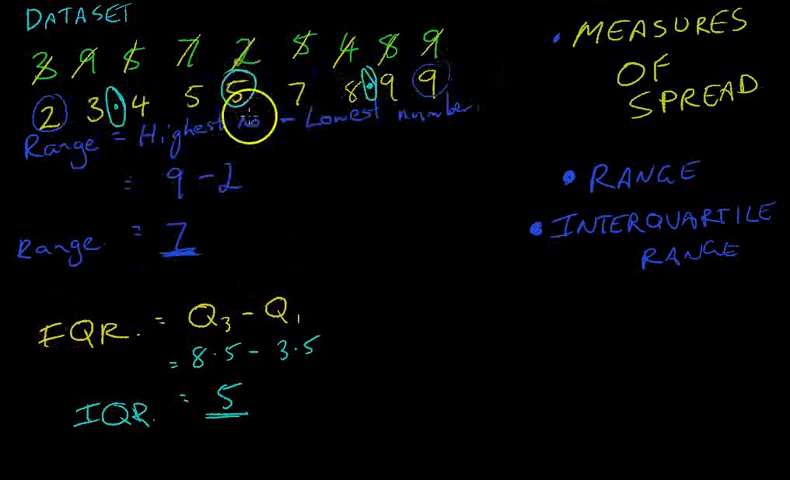 DATASET
3 9 5 7 2 5 4 8 9
2 3 4 5 5 7 8 9 9
Range = Highest no - Lowest number.
= 9 - 2
Range = 7
IQR. = Q3 - Q1
= 8.5 - 3.5
IQR. = 5
• MEASURES
OF
SPREAD
• RANGE
• INTERQUARTILE
RANGE